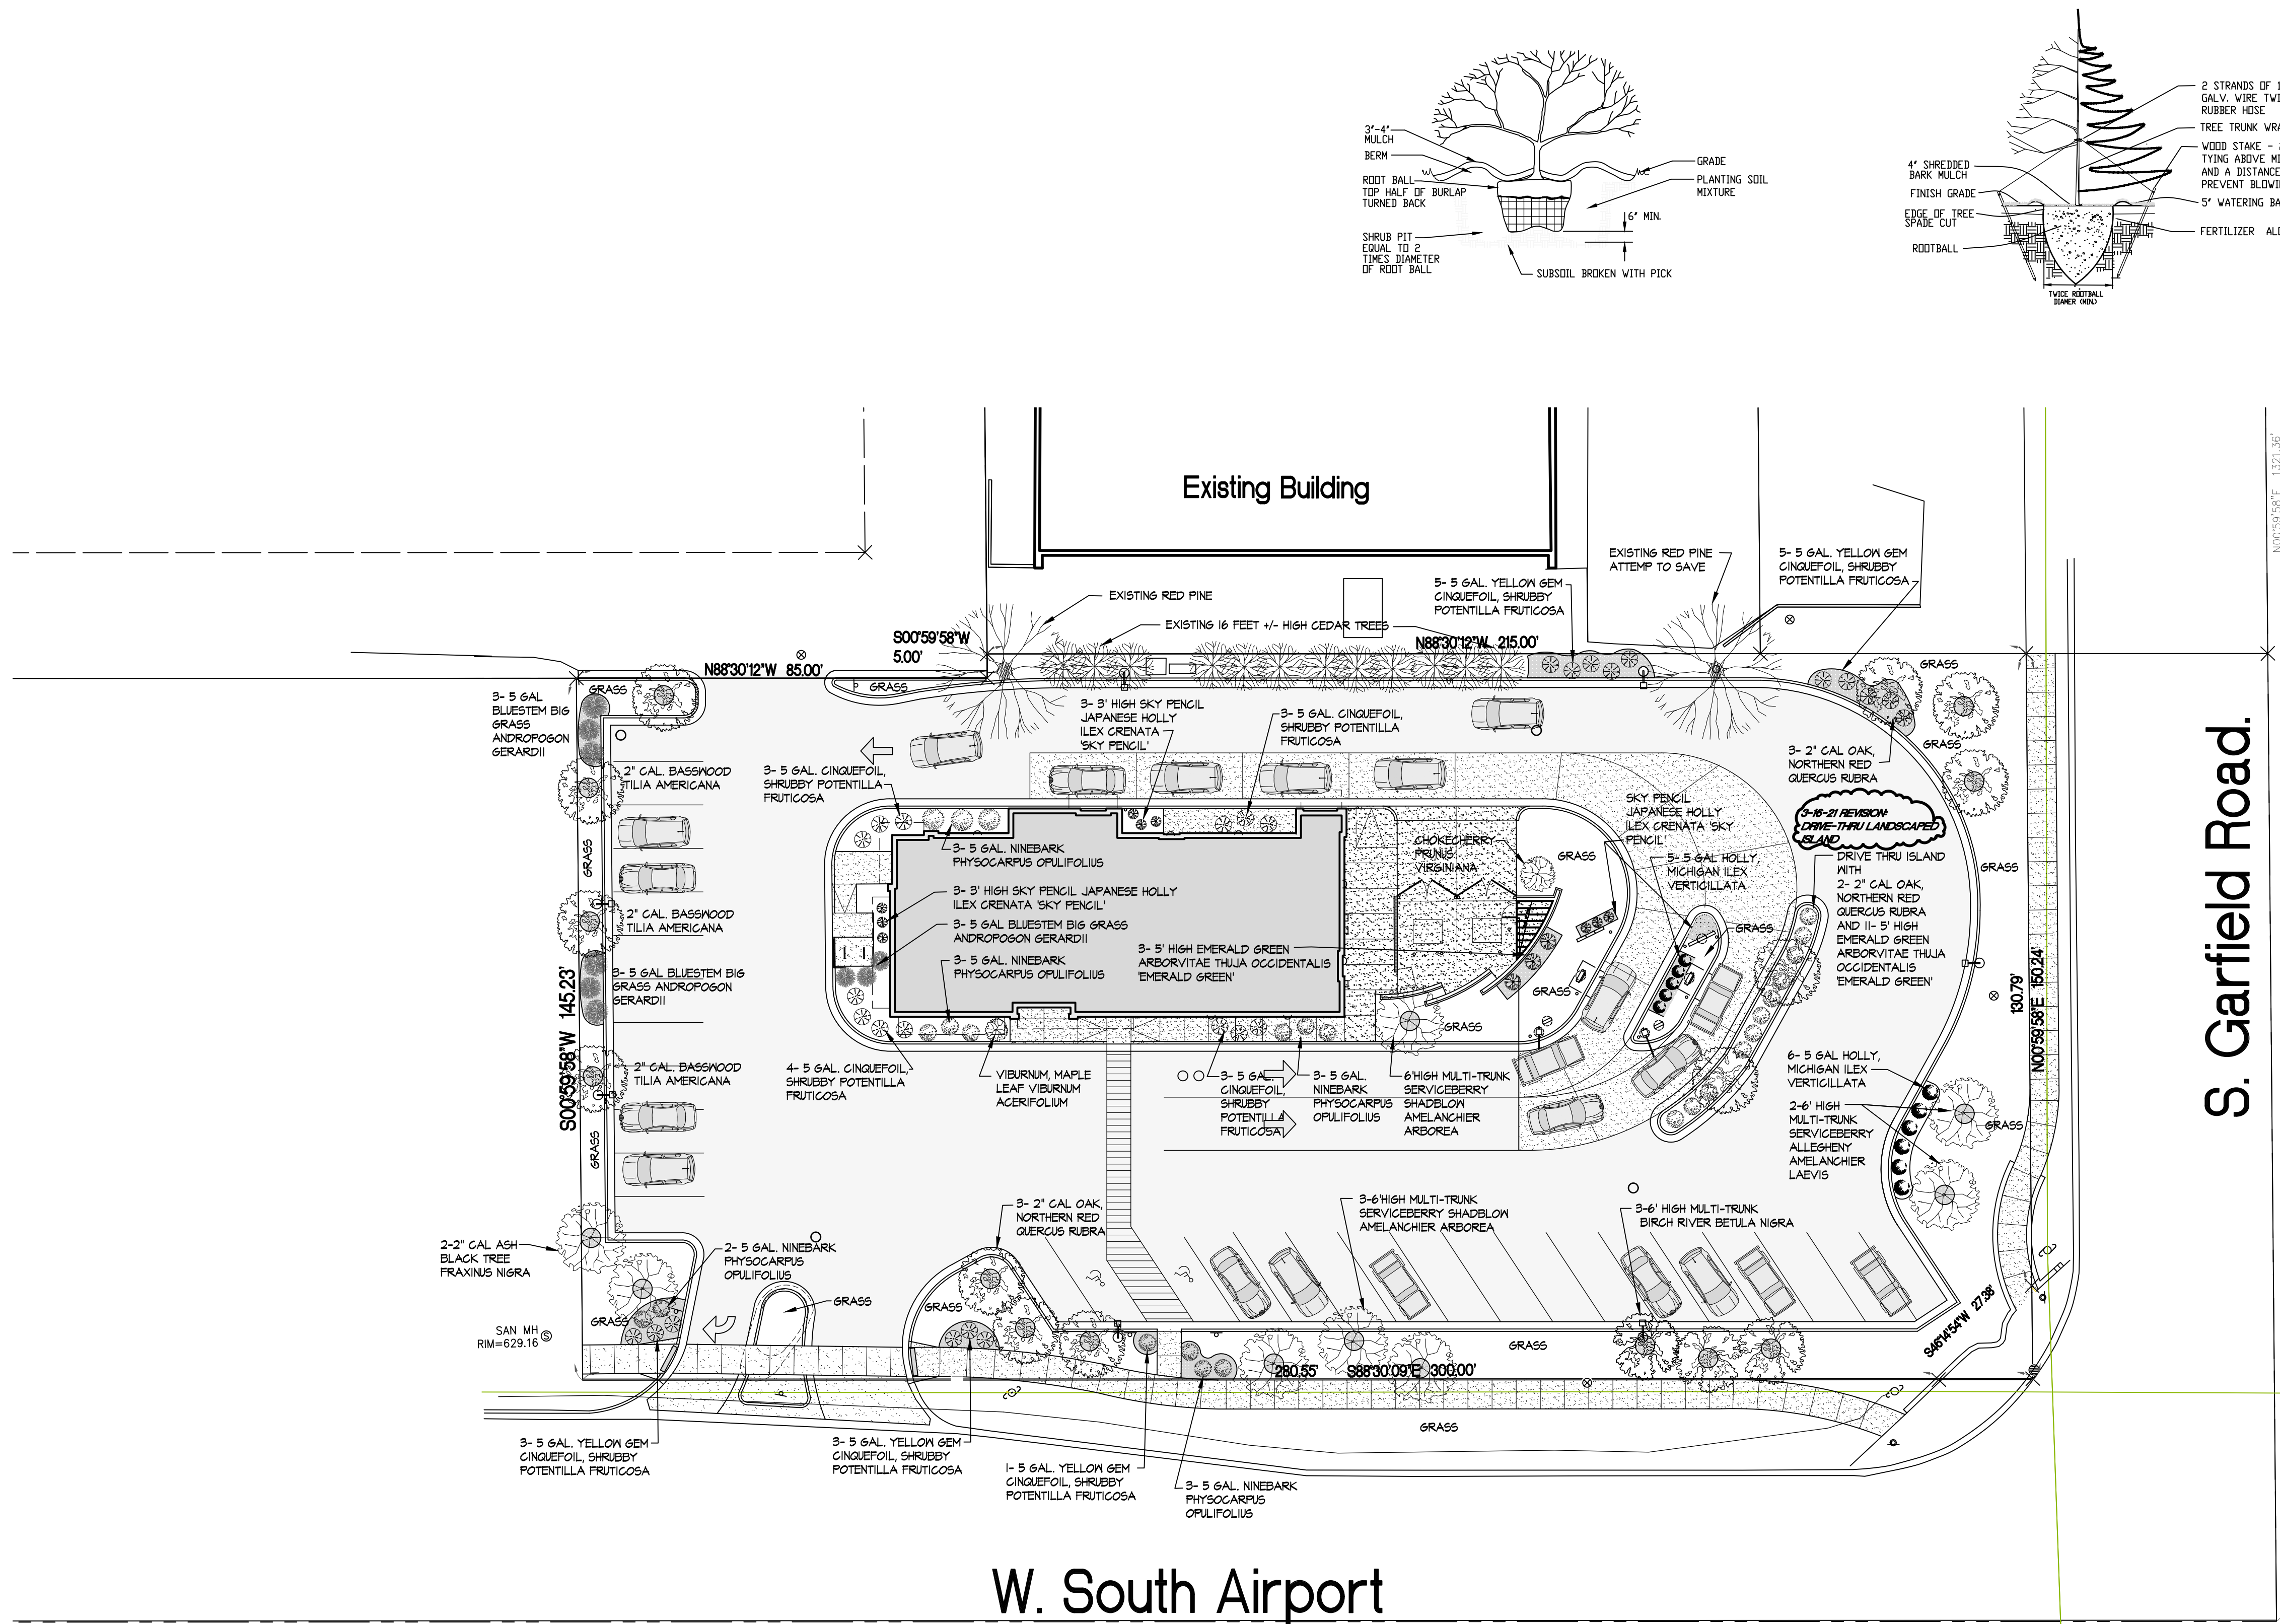 3"-4"
MULCH
BERM
ROOT BALL
TOP HALF OF BURLAP
TURNED BACK
SHRUB PIT
EQUAL TO 2
TIMES DIAMETER
OF ROOT BALL
GRADE
PLANTING SOIL
MIXTURE
6" MIN.
SUBSOIL BROKEN WITH PICK
4" SHREDDED
BARK MULCH
FINISH GRADE
EDGE OF TREE
SPADE CUT
ROOTBALL
TWICE ROOTBALL
DIAMER (MIN.)
2 STRANDS OF
GALV. WIRE
RUBBER HOSE
TREE TRUNK
WOOD STAKE -
TYING ABOVE
AND A DISTANCE
PREVENT
5" WATERING
FERTILIZER
Existing Building
N00°59'58"E 1321.36'
EXISTING RED PINE
EXISTING 16 FEET +/- HIGH CEDAR TREES
5- 5 GAL. YELLOW GEM
CINQUEFOIL, SHRUBBY
POTENTILLA FRUTICOSA
EXISTING RED PINE
ATTEMP TO SAVE
5- 5 GAL. YELLOW GEM
CINQUEFOIL, SHRUBBY
POTENTILLA FRUTICOSA
S00°59'58"W
5.00'
N88°30'12"W 85.00'
N88°30'12"W 215.00'
GRASS
GRASS
GRASS
GRASS
3- 5 GAL
BLUESTEM BIG
GRASS
ANDROPOGON
GERARDII
3- 3' HIGH SKY PENCIL
JAPANESE HOLLY
ILEX CRENATA
'SKY PENCIL'
3- 5 GAL. CINQUEFOIL,
SHRUBBY POTENTILLA
FRUTICOSA
3- 2" CAL OAK,
NORTHERN RED
QUERCUS RUBRA
2" CAL. BASSWOOD
TILIA AMERICANA
3- 5 GAL. CINQUEFOIL,
SHRUBBY POTENTILLA
FRUTICOSA
SKY PENCIL
JAPANESE HOLLY
ILEX CRENATA 'SKY
PENCIL'
3-16-21 REVISION:
DRIVE-THRU LANDSCAPED
ISLAND
CHOKECHERRY
PRUNUS
VIRGINIANA
GRASS
GRASS
GRASS
3- 5 GAL. NINEBARK
PHYSOCARPUS OPULIFOLIUS
5- 5 GAL HOLLY,
MICHIGAN ILEX
VERTICILLATA
DRIVE THRU ISLAND
WITH
2- 2" CAL OAK,
NORTHERN RED
QUERCUS RUBRA
AND 11- 5' HIGH
EMERALD GREEN
ARBORVITAE THUJA
OCCIDENTALIS
'EMERALD GREEN'
3- 3' HIGH SKY PENCIL JAPANESE HOLLY
ILEX CRENATA 'SKY PENCIL'
2" CAL. BASSWOOD
TILIA AMERICANA
3- 5 GAL BLUESTEM BIG GRASS
ANDROPOGON GERARDII
GRASS
3- 5' HIGH EMERALD GREEN
ARBORVITAE THUJA OCCIDENTALIS
'EMERALD GREEN'
3- 5 GAL. NINEBARK
PHYSOCARPUS OPULIFOLIUS
3- 5 GAL BLUESTEM BIG
GRASS ANDROPOGON
GERARDII
GRASS
GRASS
S00°59'58"W 145.23'
130.79'
N00°59'58"E 150.24'
S. Garfield Road.
2" CAL. BASSWOOD
TILIA AMERICANA
4- 5 GAL. CINQUEFOIL,
SHRUBBY POTENTILLA
FRUTICOSA
VIBURNUM, MAPLE
LEAF VIBURNUM
ACERIFOLIUM
3- 5 GAL.
CINQUEFOIL,
SHRUBBY
POTENTILLA
FRUTICOSA
3- 5 GAL.
NINEBARK
PHYSOCARPUS
OPULIFOLIUS
6'HIGH MULTI-TRUNK
SERVICEBERRY
SHADBLOW
AMELANCHIER
ARBOREA
6- 5 GAL HOLLY,
MICHIGAN ILEX
VERTICILLATA
2-6' HIGH
MULTI-TRUNK
SERVICEBERRY
ALLEGHENY
AMELANCHIER
LAEVIS
GRASS
GRASS
3- 2" CAL OAK,
NORTHERN RED
QUERCUS RUBRA
3-6'HIGH MULTI-TRUNK
SERVICEBERRY SHADBLOW
AMELANCHIER ARBOREA
3-6' HIGH MULTI-TRUNK
BIRCH RIVER BETULA NIGRA
2-2" CAL ASH
BLACK TREE
FRAXINUS NIGRA
2- 5 GAL. NINEBARK
PHYSOCARPUS
OPULIFOLIUS
GRASS
GRASS
GRASS
SAN MH
RIM=629.16
S
GRASS
S46°14'54"W 27.38'
280.55'
S88°30'09"E 300.00'
GRASS
3- 5 GAL. YELLOW GEM
CINQUEFOIL, SHRUBBY
POTENTILLA FRUTICOSA
3- 5 GAL. YELLOW GEM
CINQUEFOIL, SHRUBBY
POTENTILLA FRUTICOSA
1- 5 GAL. YELLOW GEM
CINQUEFOIL, SHRUBBY
POTENTILLA FRUTICOSA
3- 5 GAL. NINEBARK
PHYSOCARPUS
OPULIFOLIUS
W. South Airport